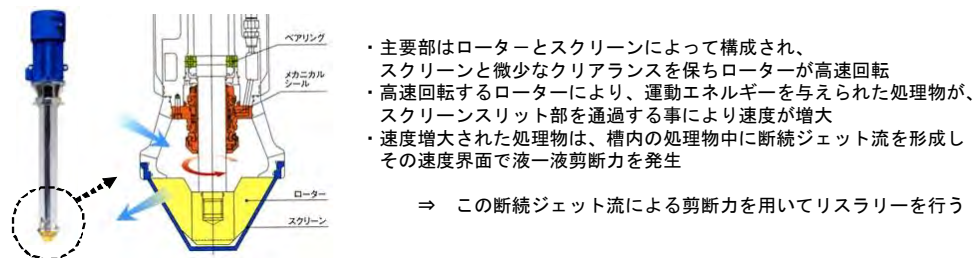 ベアリング
メカニカル
シール
ローター
スクリーン
・主要部はローターとスクリーンによって構成され、
スクリーンと微少なクリアランスを保ちローターが高速回転
・高速回転するローターにより、運動エネルギーを与えられた処理物が、
スクリーンスリット部を通過する事により速度が増大
・速度増大された処理物は、槽内の処理物中に断続ジェット流を形成し
その速度界面で液ー液剪断力を発生
⇒ この断続ジェット流による剪断力を用いてリスラリーを行う